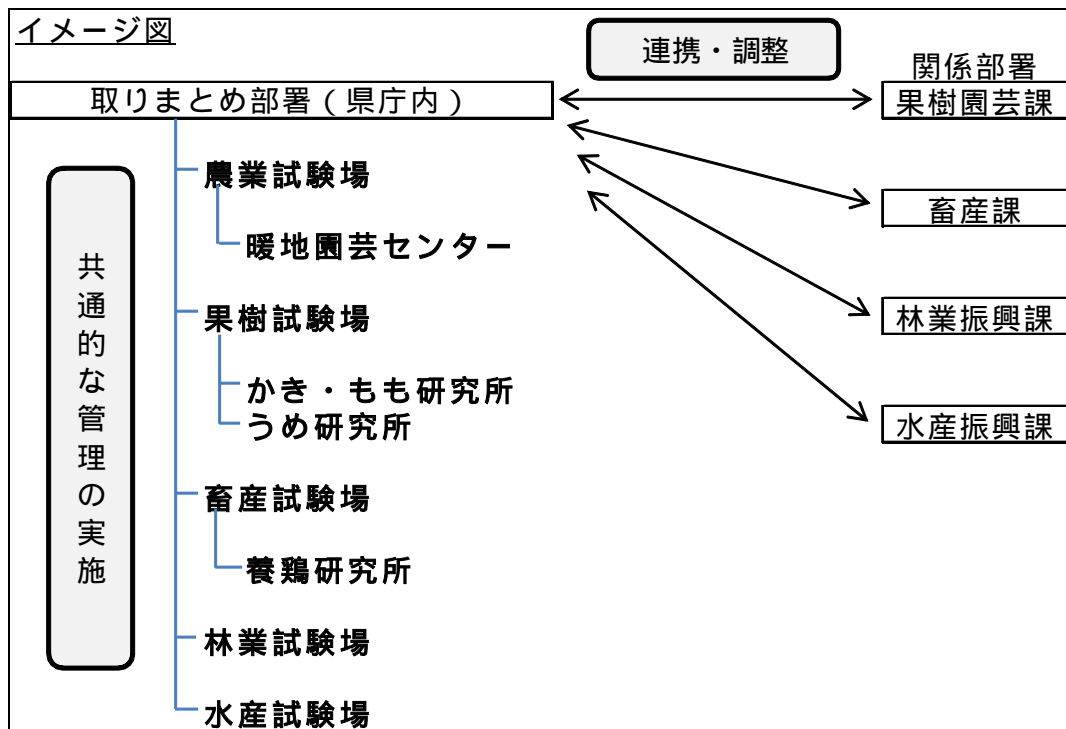 イメージ図
連携・調整
関係部署
取りまとめ部署（県庁内）
果樹園芸課
農業試験場
畜産課
暖地園芸センター
共通的な管理の実施
果樹試験場
林業振興課
かき・もも研究所
うめ研究所
水産振興課
畜産試験場
養鶏研究所
林業試験場
水産試験場